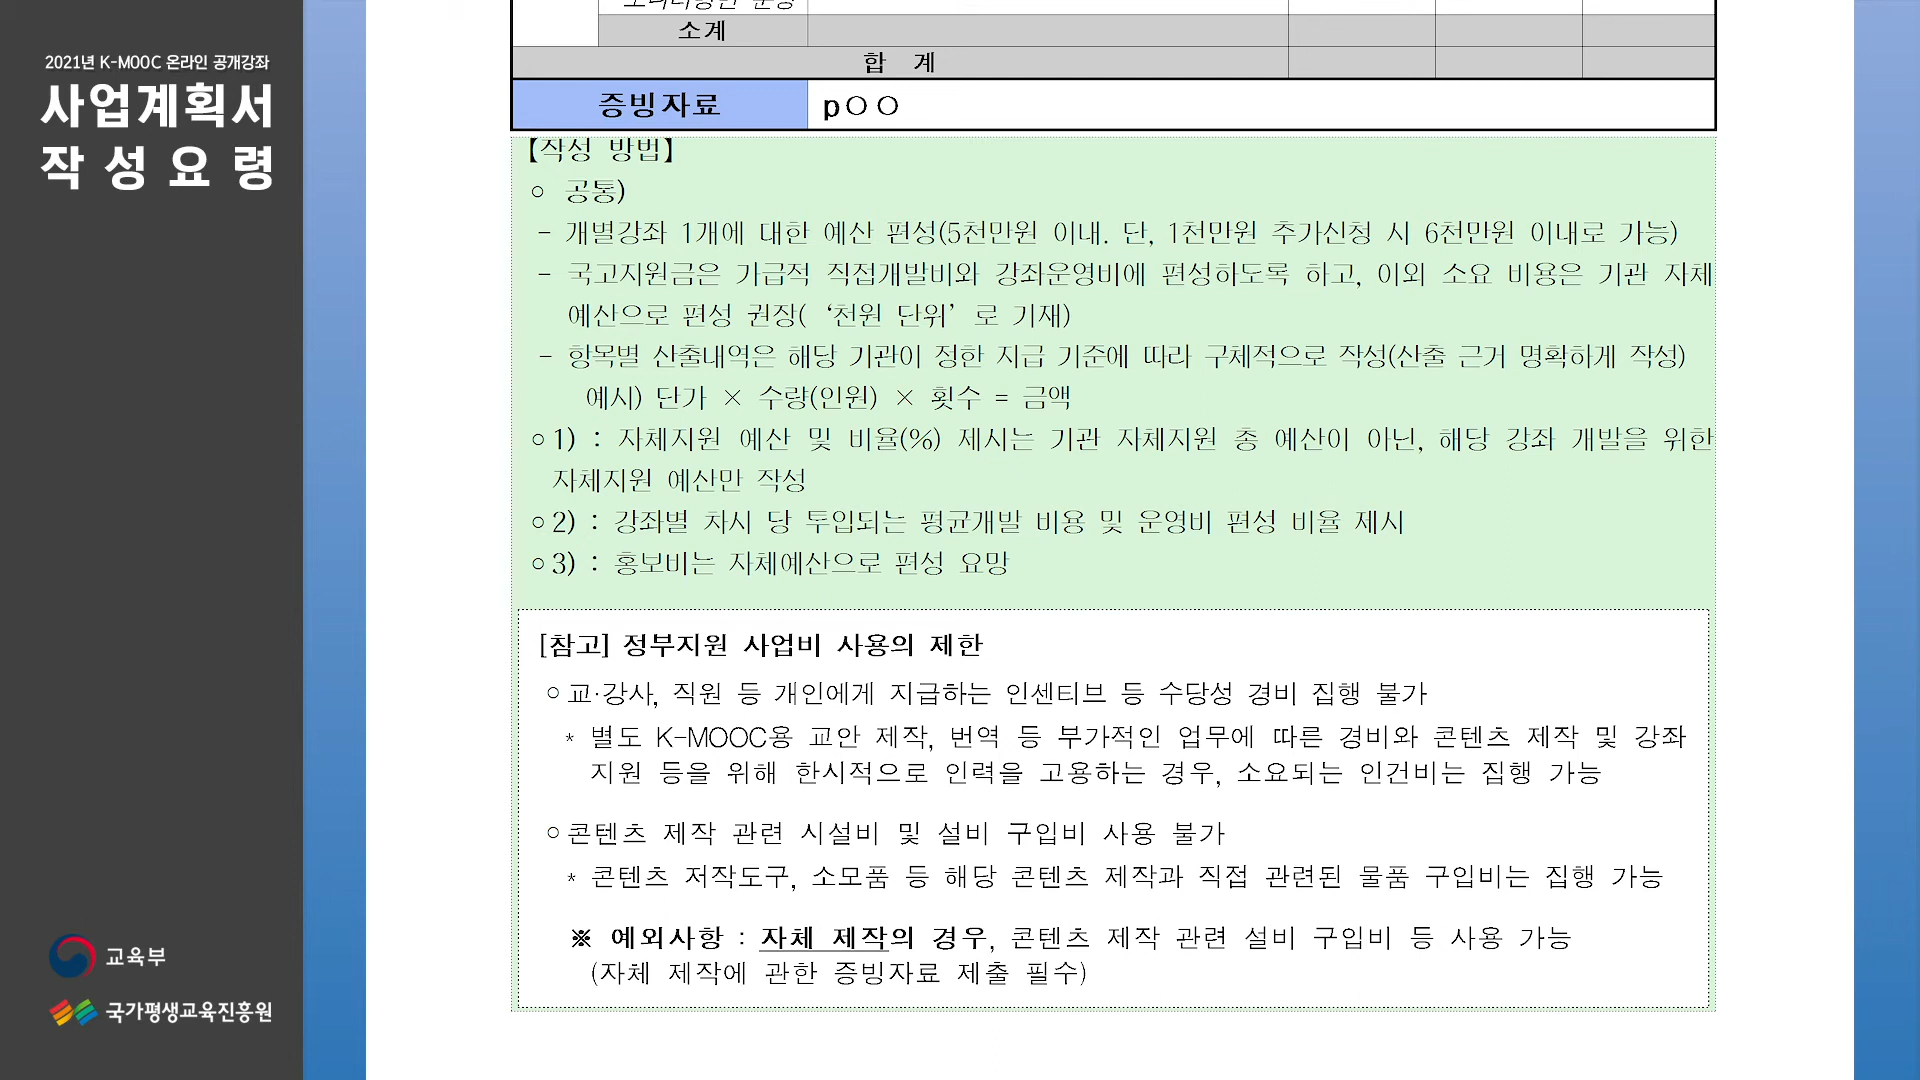 2021년 K-MOOC 온라인 공개강좌
사업계획서
작성요령
소계
합 계
증빙자료 p○○
【작성 방법】
○ 공통)
- 개별강좌 1개에 대한 예산 편성(5천만원 이내. 단, 1천만원 추가신청 시 6천만원 이내로 가능)
- 국고지원금은 가급적 직접개발비와 강좌운영비에 편성하도록 하고, 이외 소요 비용은 기관 자체
예산으로 편성 권장( ‘천원 단위’ 로 기재)
- 항목별 산출내역은 해당 기관이 정한 지급 기준에 따라 구체적으로 작성(산출 근거 명확하게 작성)
예시) 단가 × 수량(인원) × 횟수 = 금액
○1) : 자체지원 예산 및 비율(%) 제시는 기관 자체지원 총 예산이 아닌, 해당 강좌 개발을 위한
자체지원 예산만 작성
○2) : 강좌별 차시 당 투입되는 평균개발 비용 및 운영비 편성 비율 제시
○3) : 홍보비는 자체예산으로 편성 요망
[참고] 정부지원 사업비 사용의 제한
○교·강사, 직원 등 개인에게 지급하는 인센티브 등 수당성 경비 집행 불가
* 별도 K-MOOC용 교안 제작, 번역 등 부가적인 업무에 따른 경비와 콘텐츠 제작 및 강좌
지원 등을 위해 한시적으로 인력을 고용하는 경우, 소요되는 인건비는 집행 가능
○콘텐츠 제작 관련 시설비 및 설비 구입비 사용 불가
* 콘텐츠 저작도구, 소모품 등 해당 콘텐츠 제작과 직접 관련된 물품 구입비는 집행 가능
※ 예외사항 : 자체 제작의 경우, 콘텐츠 제작 관련 설비 구입비 등 사용 가능
(자체 제작에 관한 증빙자료 제출 필수)
교육부
국가평생교육진흥원